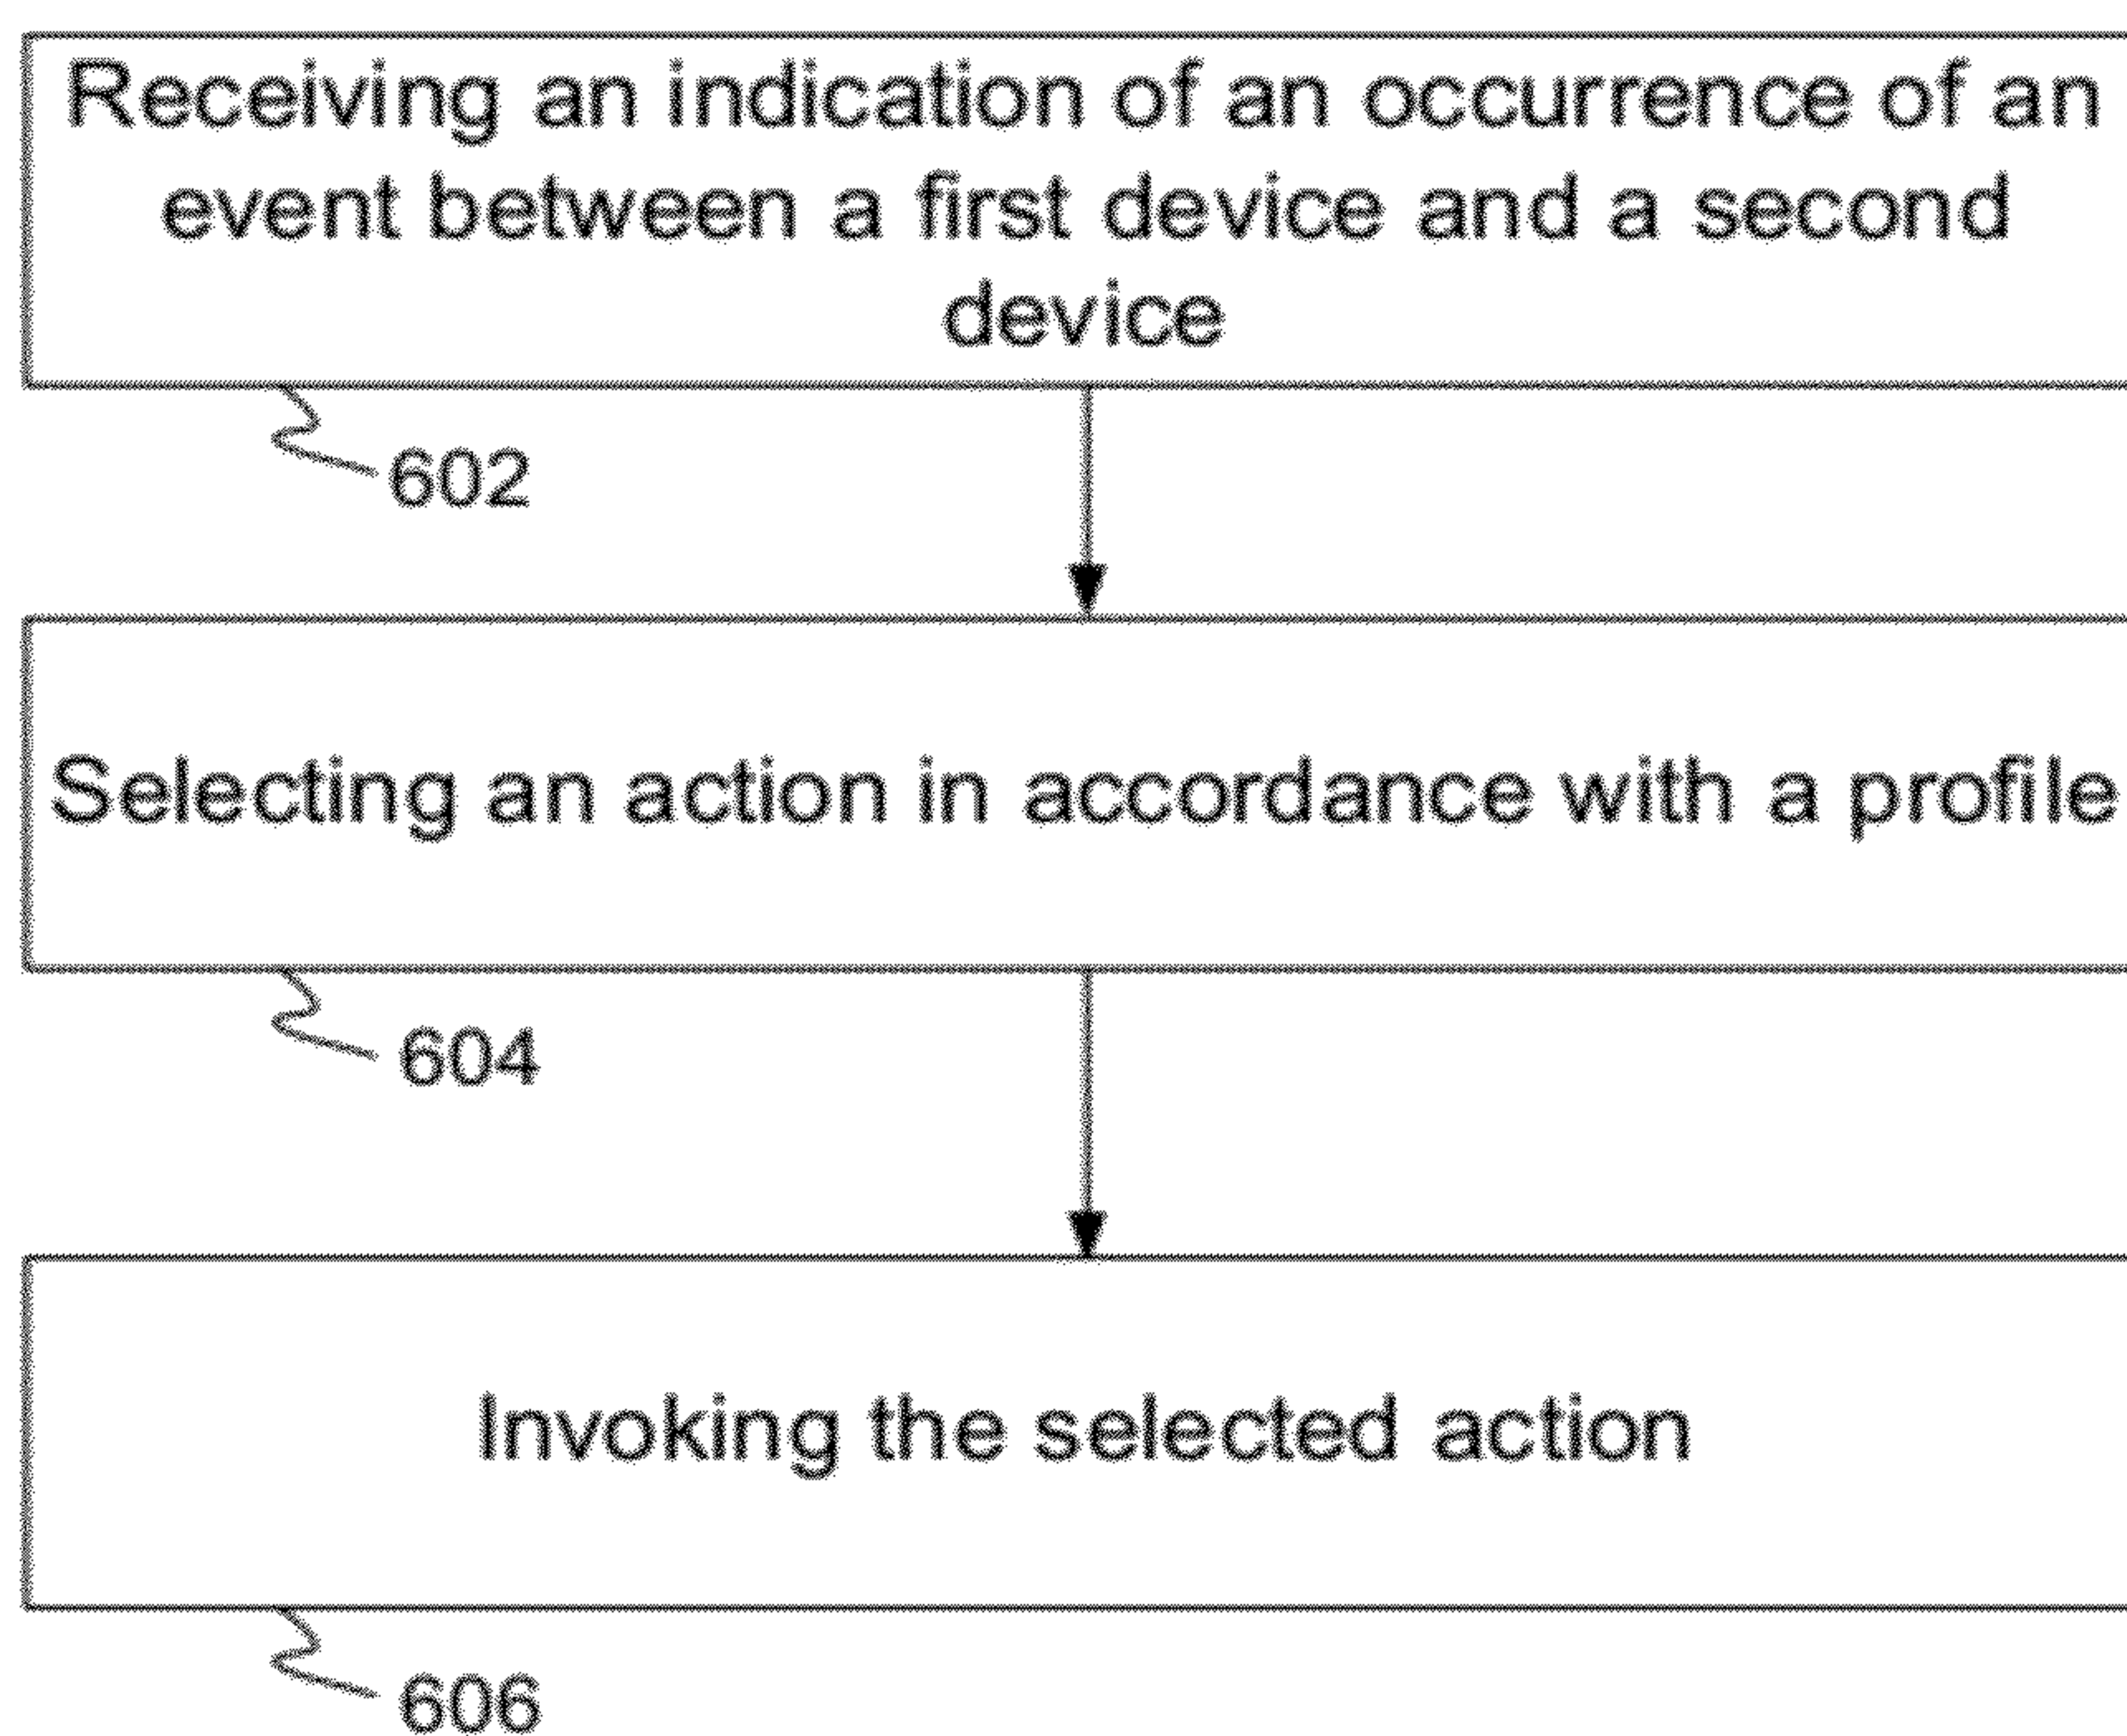 Receiving an indication of an occurrence of an
event between a first device and a second
device
602
Selecting an action in accordance with a profile
604
Invoking the selected action
606